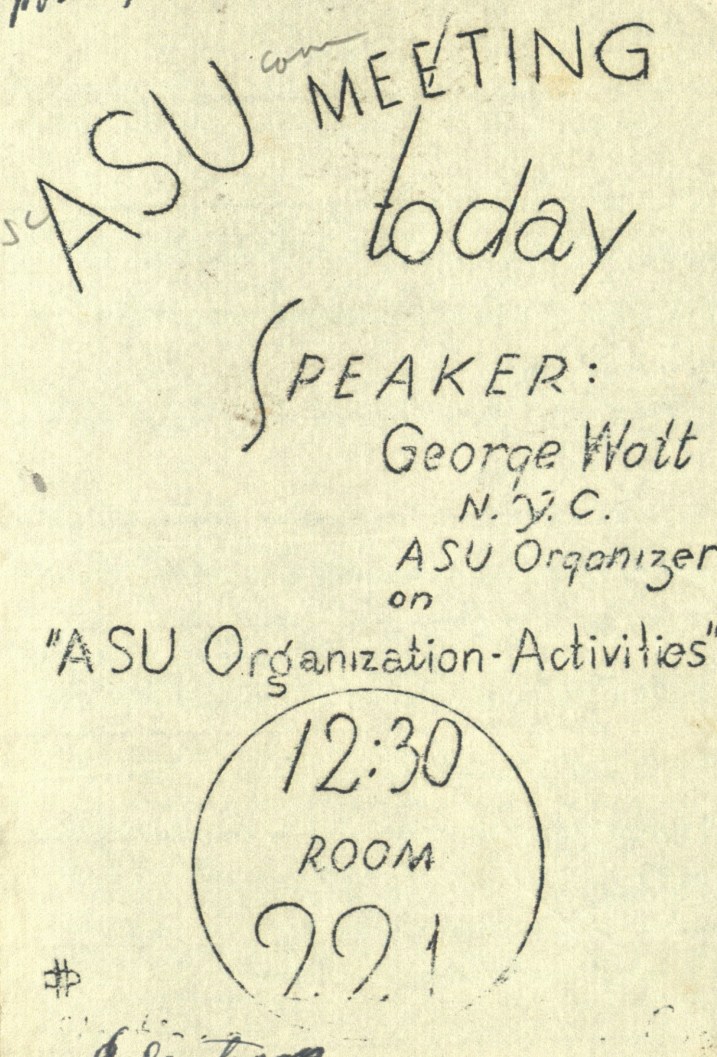 ASU MEETING
today
SPEAKER:
George Wolt
N.Y.C.
ASU Organizer
on
"ASU Organization-Activities"
12:30
ROOM
221